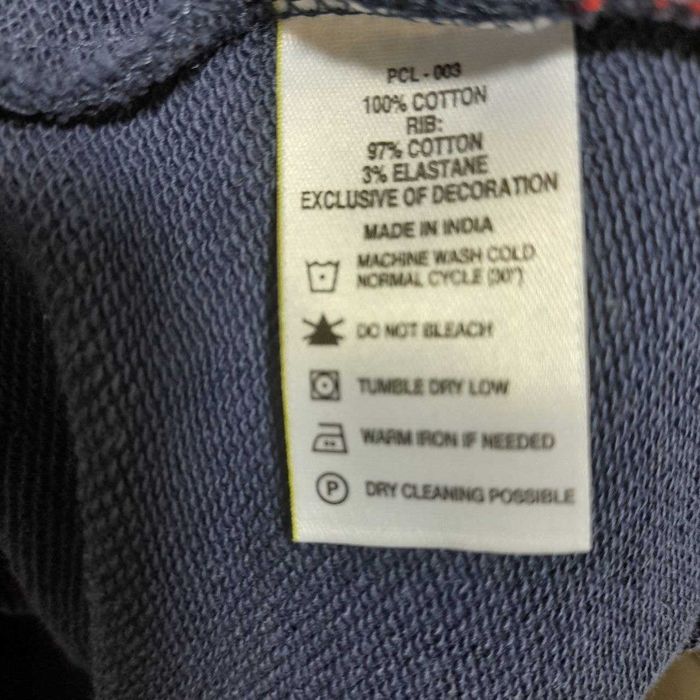 PCL - 003
100% COTTON
RIB:
97% COTTON
3% ELASTANE
EXCLUSIVE OF DECORATION
MADE IN INDIA
MACHINE WASH COLD
NORMAL CYCLE (30°)
DO NOT BLEACH
TUMBLE DRY LOW
WARM IRON IF NEEDED
P DRY CLEANING POSSIBLE